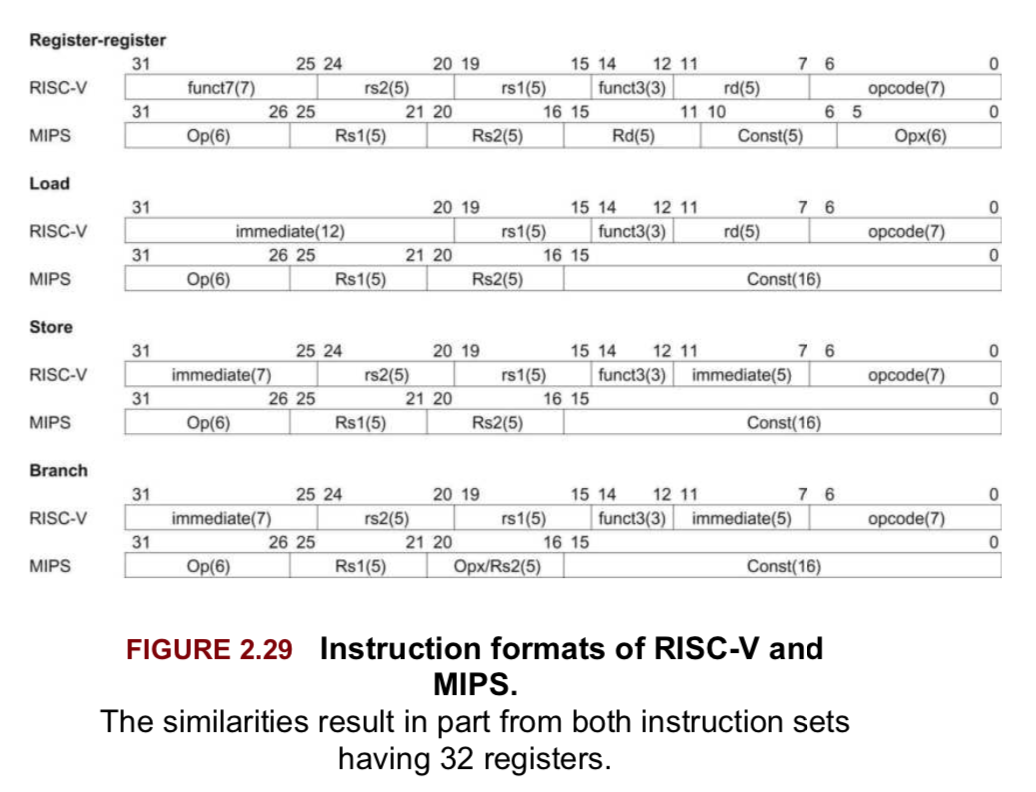 Register-register
31 25 24 20 19 15 14 12 11 7 6 0
RISC-V funct7(7) rs2(5) rs1(5) funct3(3) rd(5) opcode(7)
31 26 25 21 20 16 15 11 10 6 5 0
MIPS Op(6) Rs1(5) Rs2(5) Rd(5) Const(5) Opx(6)
Load
31 20 19 15 14 12 11 7 6 0
RISC-V immediate(12) rs1(5) funct3(3) rd(5) opcode(7)
31 26 25 21 20 16 15 0
MIPS Op(6) Rs1(5) Rs2(5) Const(16)
Store
31 25 24 20 19 15 14 12 11 7 6 0
RISC-V immediate(7) rs2(5) rs1(5) funct3(3) immediate(5) opcode(7)
31 26 25 21 20 16 15 0
MIPS Op(6) Rs1(5) Rs2(5) Const(16)
Branch
31 25 24 20 19 15 14 12 11 7 6 0
RISC-V immediate(7) rs2(5) rs1(5) funct3(3) immediate(5) opcode(7)
31 26 25 21 20 16 15 0
MIPS Op(6) Rs1(5) Opx/Rs2(5) Const(16)
FIGURE 2.29 Instruction formats of RISC-V and
MIPS.
The similarities result in part from both instruction sets
having 32 registers.